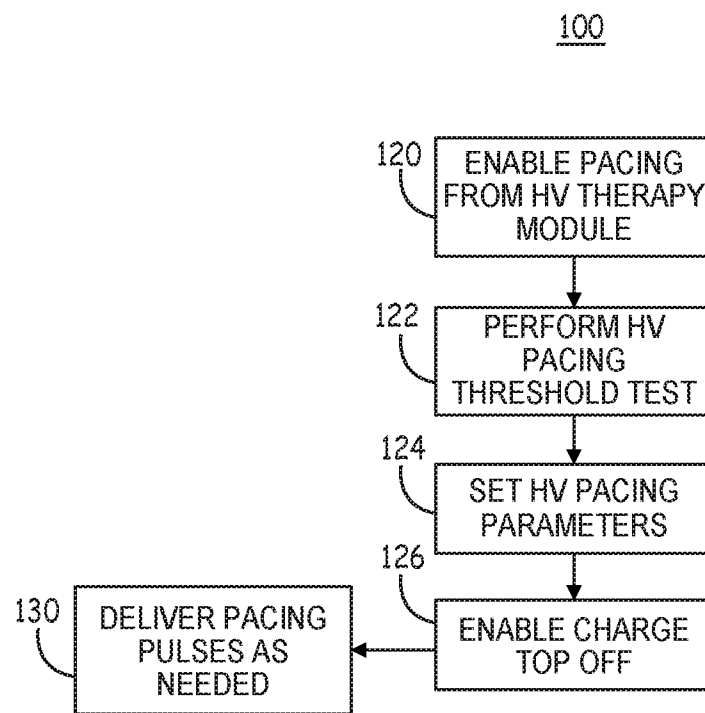 100
120
ENABLE PACING
FROM HV THERAPY
MODULE
122
PERFORM HV
PACING
THRESHOLD TEST
124
SET HV PACING
PARAMETERS
126
ENABLE CHARGE
TOP OFF
130
DELIVER PACING
PULSES AS
NEEDED